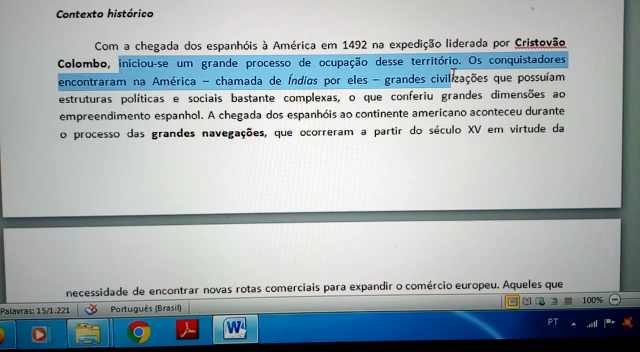 Contexto histórico
Com a chegada dos espanhóis à América em 1492 na expedição liderada por Cristovão
Colombo, iniciou-se um grande processo de ocupação desse território. Os conquistadores
encontraram na América – chamada de Índias por eles – grandes civilizações que possuíam
estruturas políticas e sociais bastante complexas, o que conferiu grandes dimensões ao
empreendimento espanhol. A chegada dos espanhóis ao continente americano aconteceu durante
o processo das grandes navegações, que ocorreram a partir do século XV em virtude da
necessidade de encontrar novas rotas comerciais para expandir o comércio europeu. Aqueles que
Palavras: 15/1.221 Português (Brasil) 100%
W PT